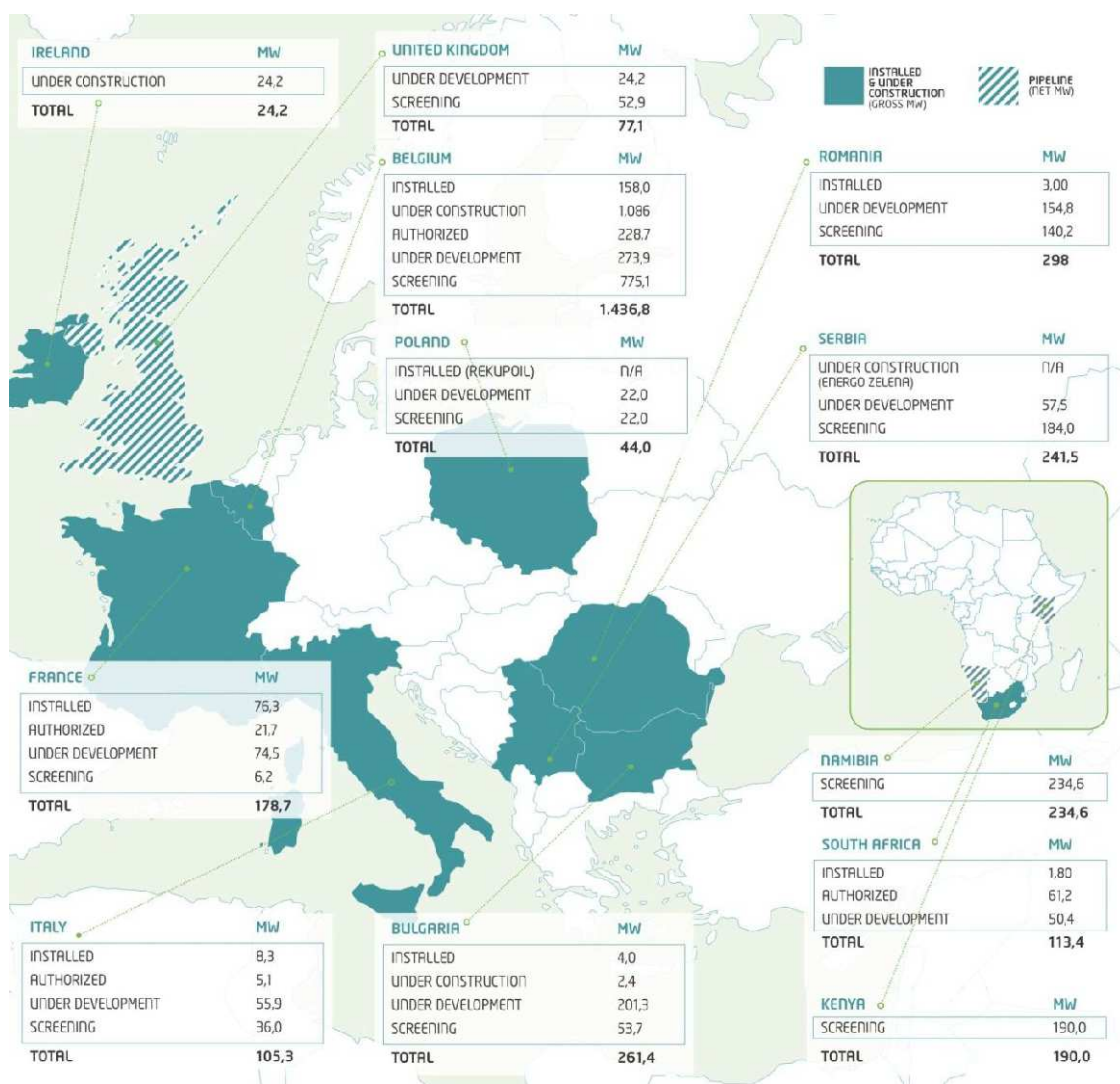 IRELAND MW
UNDER CONSTRUCTION 24,2
TOTAL 24,2
UNITED KINGDOM MW
UNDER DEVELOPMENT 24,2
SCREENING 52,9
TOTAL 77,1
INSTALLED
& UNDER
CONSTRUCTION
(GROSS MW)
PIPELINE
(NET MW)
BELGIUM MW
INSTALLED 158,0
UNDER CONSTRUCTION 1.086
AUTHORIZED 228,7
UNDER DEVELOPMENT 273,9
SCREENING 775,1
TOTAL 1.436,8
ROMANIA MW
INSTALLED 3,00
UNDER DEVELOPMENT 154,8
SCREENING 140,2
TOTAL 298
POLAND MW
INSTALLED (REKUPOIL) N/A
UNDER DEVELOPMENT 22,0
SCREENING 22,0
TOTAL 44,0
SERBIA MW
UNDER CONSTRUCTION N/A
(ENERGO ZELENA)
UNDER DEVELOPMENT 57,5
SCREENING 184,0
TOTAL 241,5
FRANCE MW
INSTALLED 76,3
AUTHORIZED 21,7
UNDER DEVELOPMENT 74,5
SCREENING 6,2
TOTAL 178,7
NAMIBIA MW
SCREENING 234,6
TOTAL 234,6
SOUTH AFRICA MW
INSTALLED 1,80
AUTHORIZED 61,2
UNDER DEVELOPMENT 50,4
TOTAL 113,4
ITALY MW
INSTALLED 8,3
AUTHORIZED 5,1
UNDER DEVELOPMENT 55,9
SCREENING 36,0
TOTAL 105,3
BULGARIA MW
INSTALLED 4,0
UNDER CONSTRUCTION 2,4
UNDER DEVELOPMENT 201,3
SCREENING 53,7
TOTAL 261,4
KENYA MW
SCREENING 190,0
TOTAL 190,0